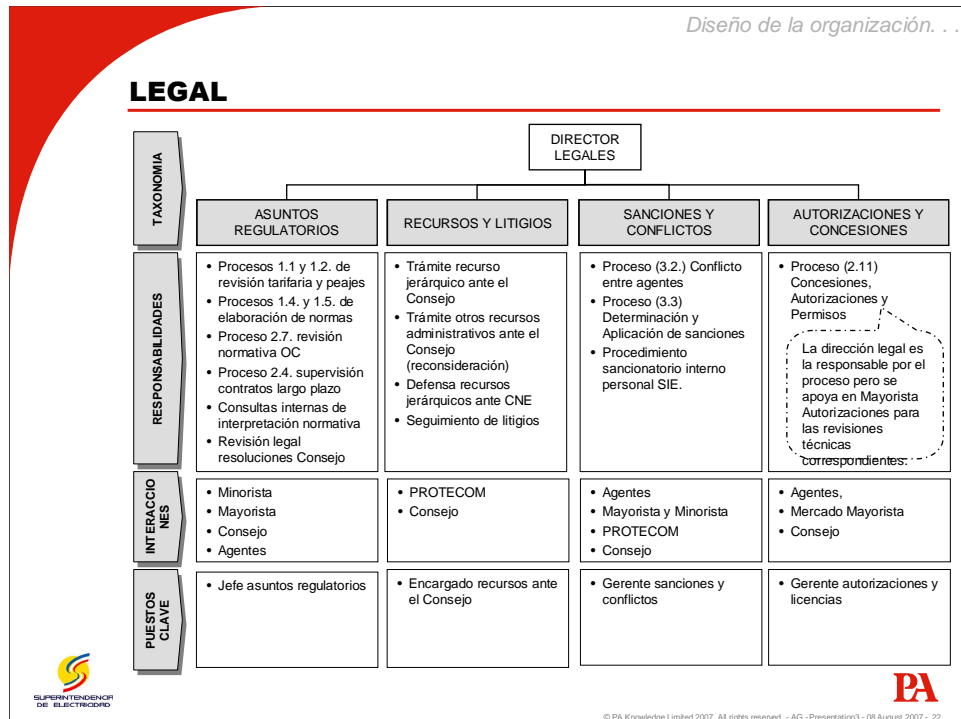 Diseño de la organización. . .
LEGAL
TAXONOMIA
DIRECTOR
LEGALES
ASUNTOS
REGULATORIOS
RECURSOS Y LITIGIOS
SANCIONES Y
CONFLICTOS
AUTORIZACIONES Y
CONCESIONES
RESPONSABILIDADES
• Procesos 1.1 y 1.2. de
revisión tarifaria y peajes
• Procesos 1.4. y 1.5. de
elaboración de normas
• Proceso 2.7. revisión
normativa OC
• Proceso 2.4. supervisión
contratos largo plazo
• Consultas internas de
interpretación normativa
• Revisión legal
resoluciones Consejo
• Trámite recurso
jerárquico ante el
Consejo
• Trámite otros recursos
administrativos ante el
Consejo
(reconsideración)
• Defensa recursos
jerárquicos ante CNE
• Seguimiento de litigios
• Proceso (3.2.) Conflicto
entre agentes
• Proceso (3.3)
Determinación y
Aplicación de sanciones
• Procedimiento
sancionatorio interno
personal SIE.
• Proceso (2.11)
Concesiones,
Autorizaciones y
Permisos
La dirección legal es
la responsable por el
proceso pero se
apoya en Mayorista
Autorizaciones para
las revisiones
técnicas
correspondientes.
INTERACCIO
NES
• Minorista
• Mayorista
• Consejo
• Agentes
• PROTECOM
• Consejo
• Agentes
• Mayorista y Minorista
• PROTECOM
• Consejo
• Agentes,
• Mercado Mayorista
• Consejo
PUESTOS
CLAVE
• Jefe asuntos regulatorios
• Encargado recursos ante
el Consejo
• Gerente sanciones y
conflictos
• Gerente autorizaciones y
licencias
SUPERINTENDENCIA
DE ELECTRICIDAD
PA
© PA Knowledge Limited 2007. All rights reserved. - AG - Presentation3 - 08 August 2007 - 22